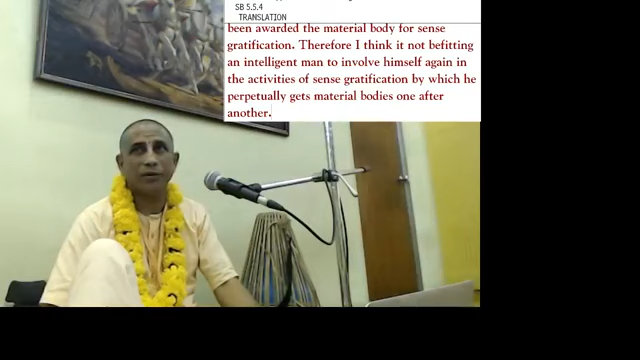 SB 5.5.4
TRANSLATION
been awarded the material body for sense
gratification. Therefore I think it not befitting
an intelligent man to involve himself again in
the activities of sense gratification by which he
perpetually gets material bodies one after
another.